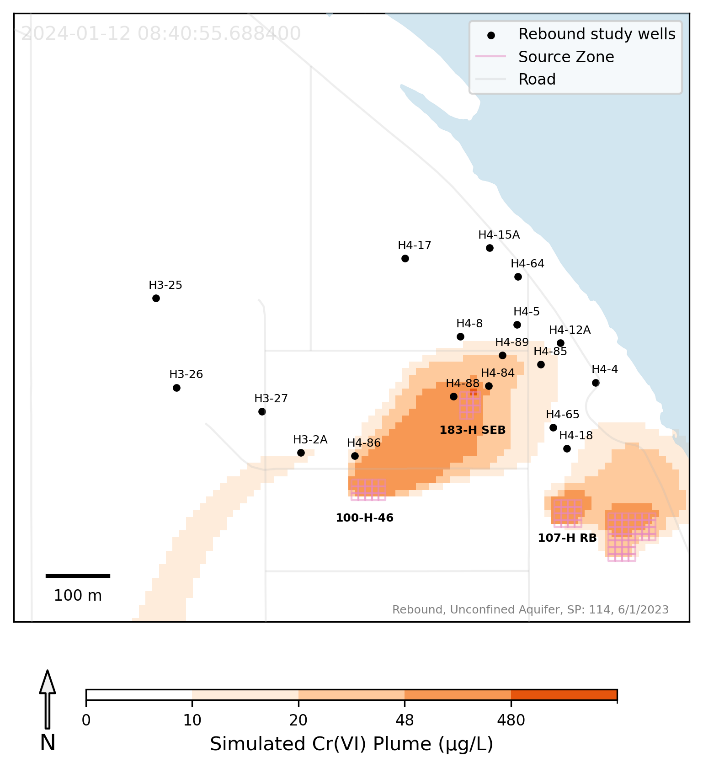 2024-01-12 08:40:55.688400
Rebound study wells
Source Zone
Road
H4-15A
H4-17
H4-64
H3-25
H4-5
H4-8
H4-12A
H4-89
H4-85
H3-26
H4-84
H4-4
H4-88
H3-27
H4-65
183-H SEB
H4-18
H3-2A
H4-86
100-H-46
107-H RB
100 m
Rebound, Unconfined Aquifer, SP: 114, 6/1/2023
0
10
20
48
480
N
Simulated Cr(VI) Plume (μg/L)